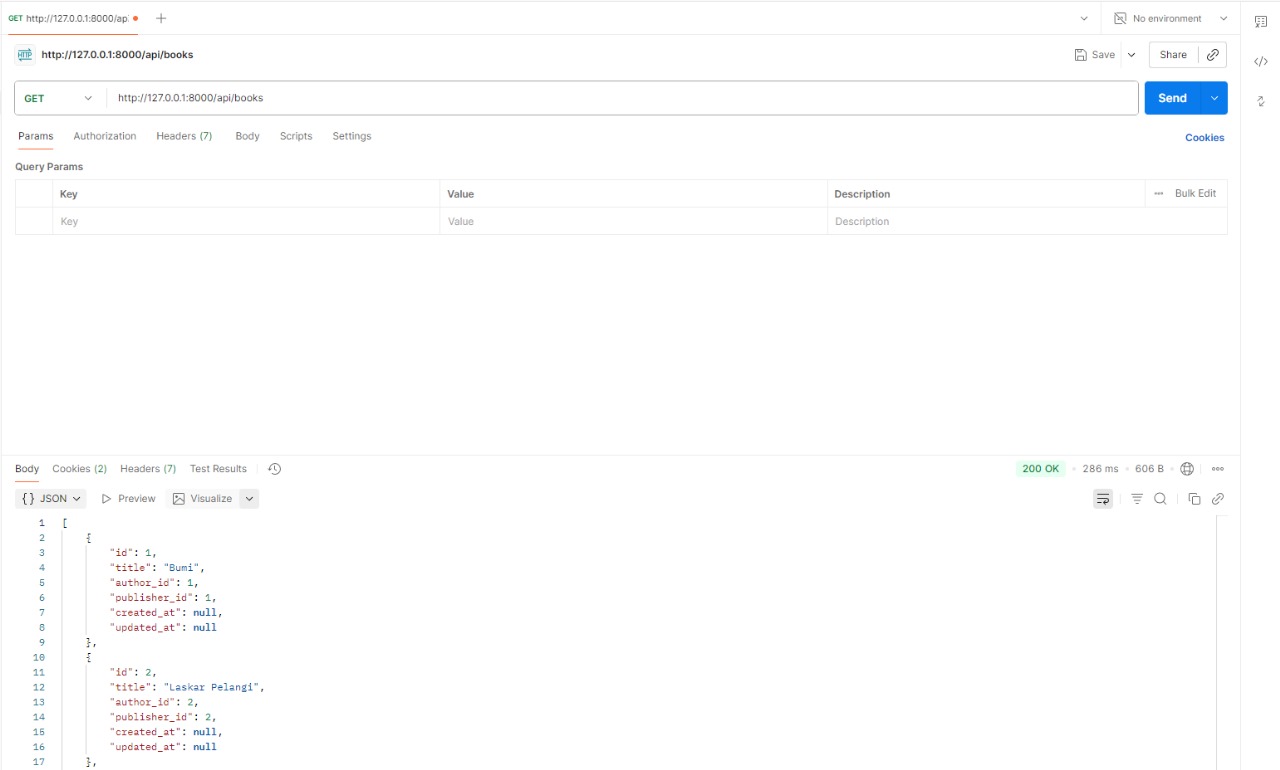 GET http://127.0.0.1:8000/ap
No environment
HTTP http://127.0.0.1:8000/api/books
Save
Share
GET
http://127.0.0.1:8000/api/books
Send
Params Authorization Headers (7) Body Scripts Settings
Cookies
Query Params
Key Value Description ••• Bulk Edit
Key Value Description
Body Cookies (2) Headers (7) Test Results
200 OK • 286 ms • 606 B • •••
{} JSON Preview Visualize
1 [
2 {
3 "id": 1,
4 "title": "Bumi",
5 "author_id": 1,
6 "publisher_id": 1,
7 "created_at": null,
8 "updated_at": null
9 },
10 {
11 "id": 2,
12 "title": "Laskar Pelangi",
13 "author_id": 2,
14 "publisher_id": 2,
15 "created_at": null,
16 "updated_at": null
17 },